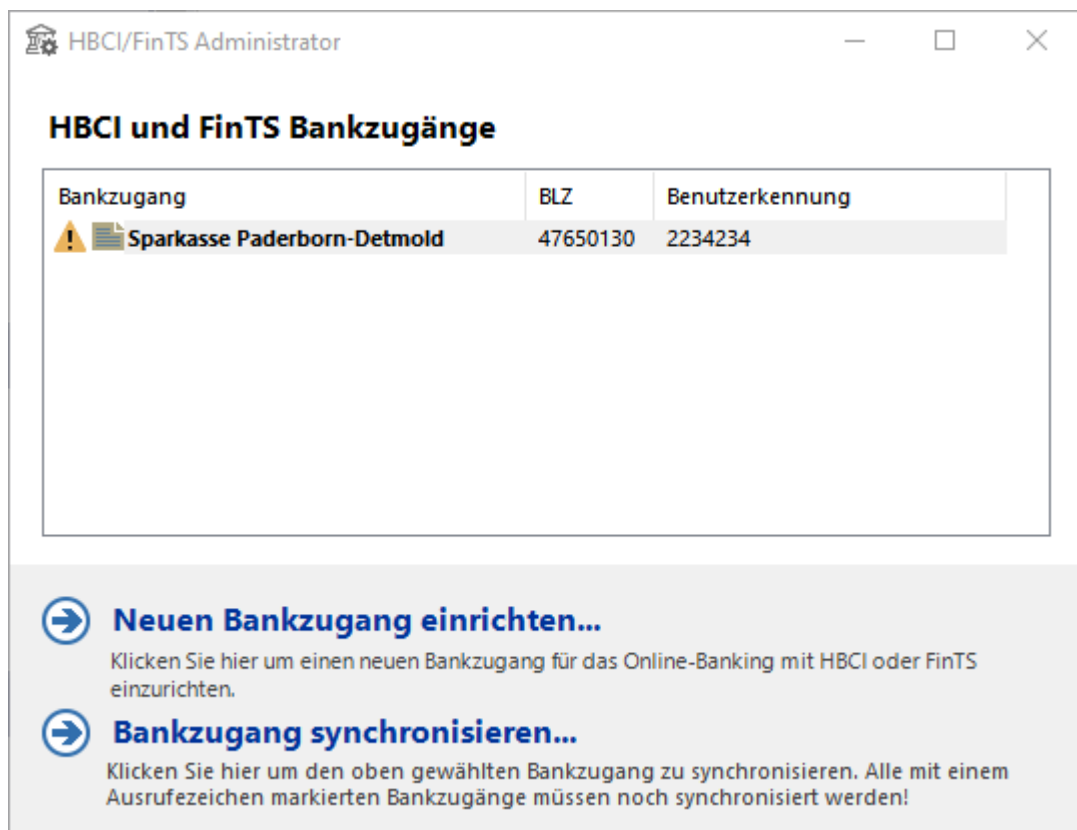 HBCI/FinTS Administrator
HBCI und FinTS Bankzugänge
Bankzugang BLZ Benutzerkennung
Sparkasse Paderborn-Detmold 47650130 2234234
Neuen Bankzugang einrichten...
Klicken Sie hier um einen neuen Bankzugang für das Online-Banking mit HBCI oder FinTS
einzurichten.
Bankzugang synchronisieren...
Klicken Sie hier um den oben gewählten Bankzugang zu synchronisieren. Alle mit einem
Ausrufezeichen markierten Bankzugänge müssen noch synchronisiert werden!